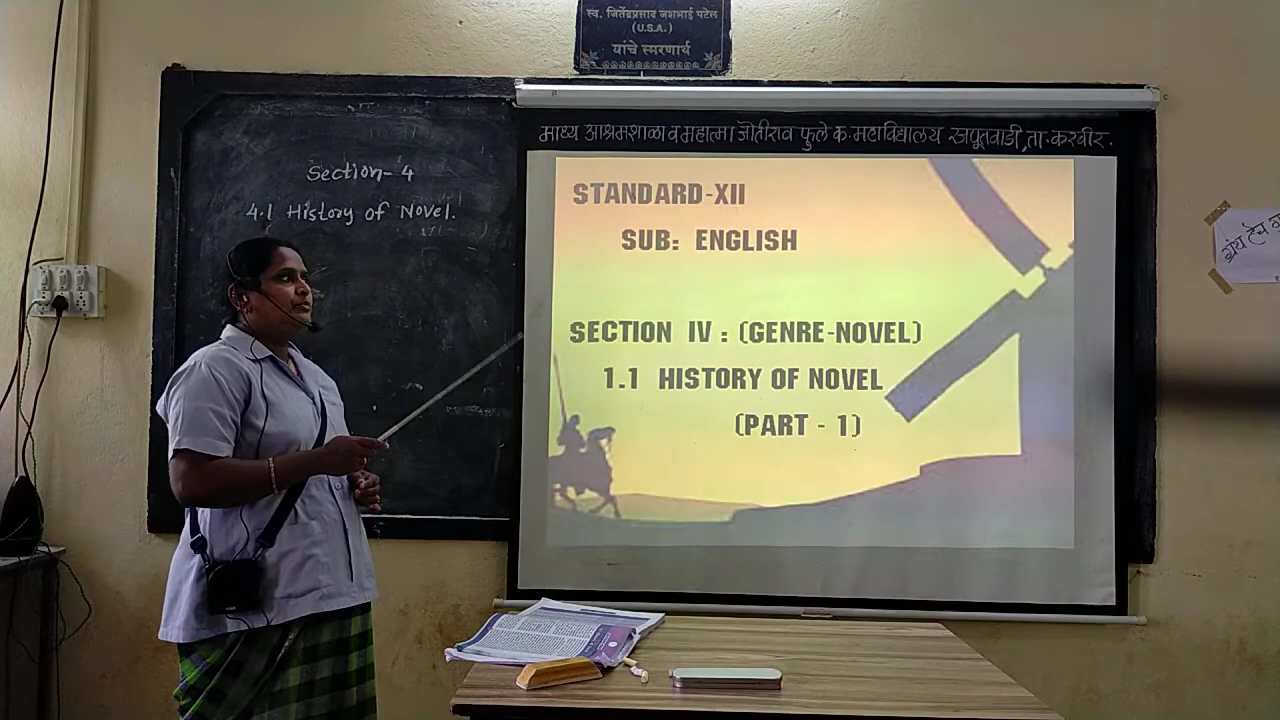 स्व. जितेंद्रप्रसाद जशभाई पटेल
(U.S.A.)
यांचे स्मरणार्थ
माध्य आश्रमशाळा व महात्मा जोतीराव फुले क. महाविद्यालय रजपूतवाडी, ता. करवीर.
Section-4
4.1 History of Novel.
STANDARD-XII
SUB: ENGLISH
SECTION IV : (GENRE-NOVEL)
1.1 HISTORY OF NOVEL
(PART - 1)